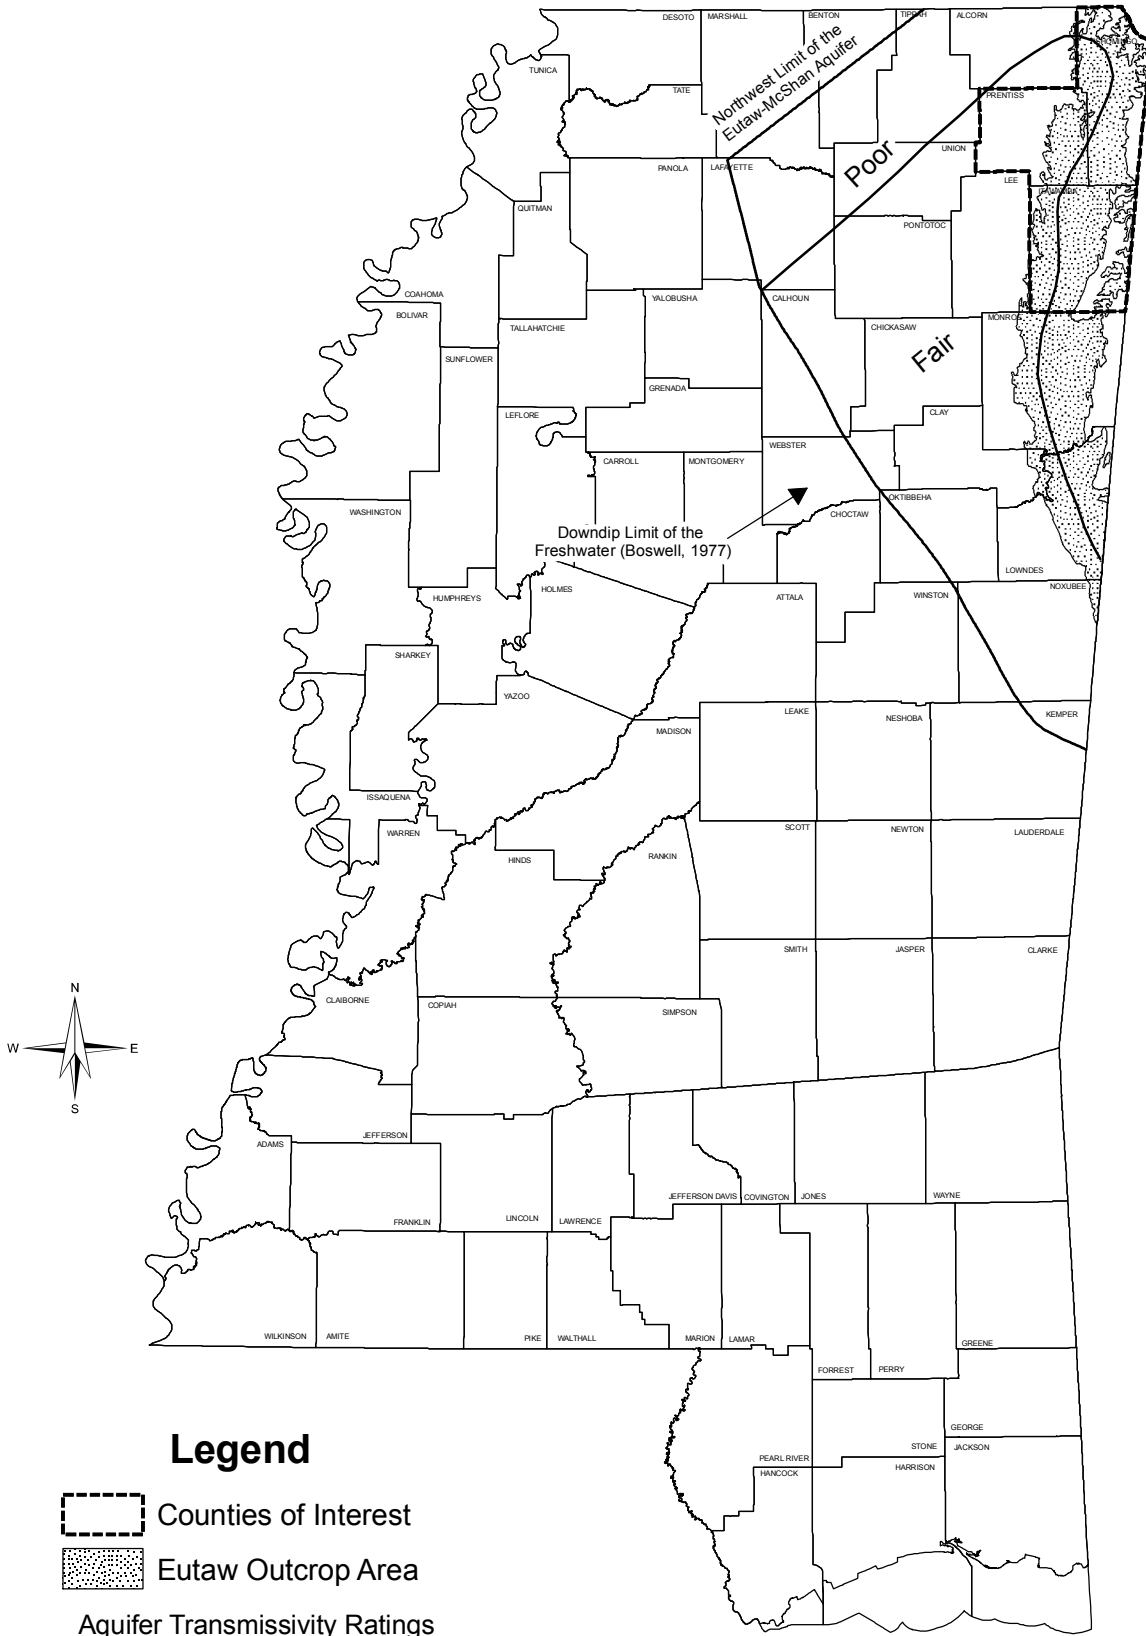 DESOTO
MARSHALL
BENTON
TIPPAH
ALCORN
TISHOMINGO
TUNICA
TATE
Northwest Limit of the
Eutaw-McShan Aquifer
PRENTISS
UNION
Poor
PANOLA
LAFAYETTE
LEE
ITAWAMBA
QUITMAN
PONTOTOC
COAHOMA
YALOBUSHA
CALHOUN
BOLIVAR
TALLAHATCHIE
CHICKASAW
MONROE
Fair
SUNFLOWER
GRENADA
LEFLORE
CLAY
WEBSTER
CARROLL
MONTGOMERY
OKTIBBEHA
WASHINGTON
CHOCTAW
Downdip Limit of the
Freshwater (Boswell, 1977)
LOWNDES
HUMPHREYS
HOLMES
ATTALA
WINSTON
NOXUBEE
SHARKEY
YAZOO
LEAKE
NESHOBA
KEMPER
MADISON
ISSAQUENA
WARREN
SCOTT
NEWTON
LAUDERDALE
HINDS
RANKIN
SMITH
JASPER
CLARKE
N
W
E
S
CLAIBORNE
COPIAH
SIMPSON
JEFFERSON
ADAMS
JEFFERSON DAVIS
COVINGTON
JONES
WAYNE
FRANKLIN
LINCOLN
LAWRENCE
WILKINSON
AMITE
PIKE
WALTHALL
MARION
LAMAR
GREENE
FORREST
PERRY
GEORGE
STONE
JACKSON
PEARL RIVER
HANCOCK
HARRISON
Legend
Counties of Interest
Eutaw Outcrop Area
Aquifer Transmissivity Ratings